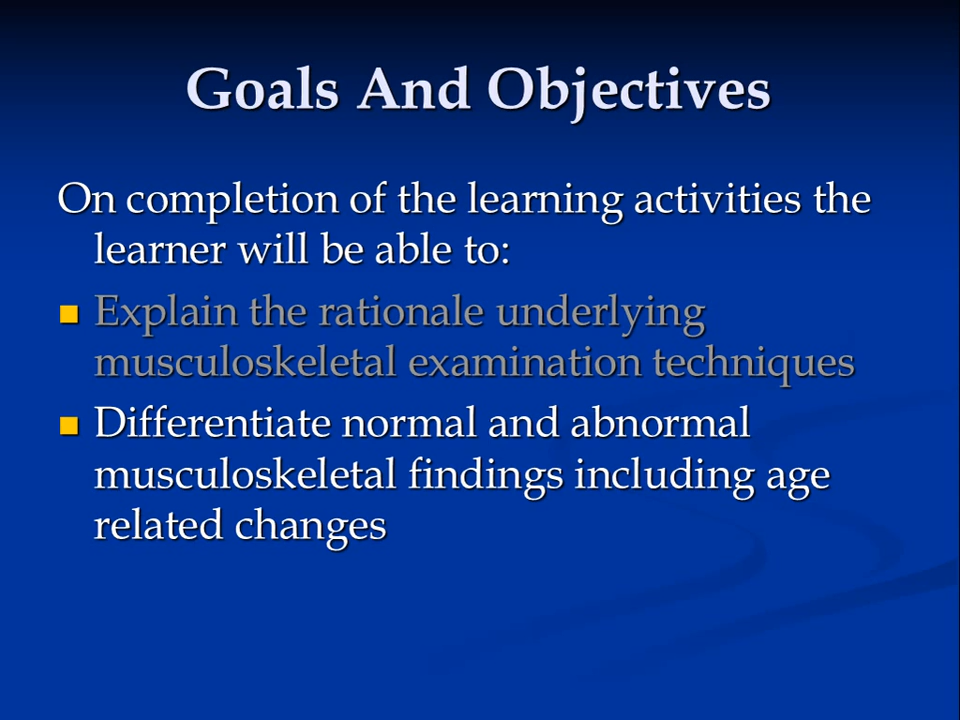 Goals And Objectives
On completion of the learning activities the
learner will be able to:
Explain the rationale underlying
musculoskeletal examination techniques
Differentiate normal and abnormal
musculoskeletal findings including age
related changes